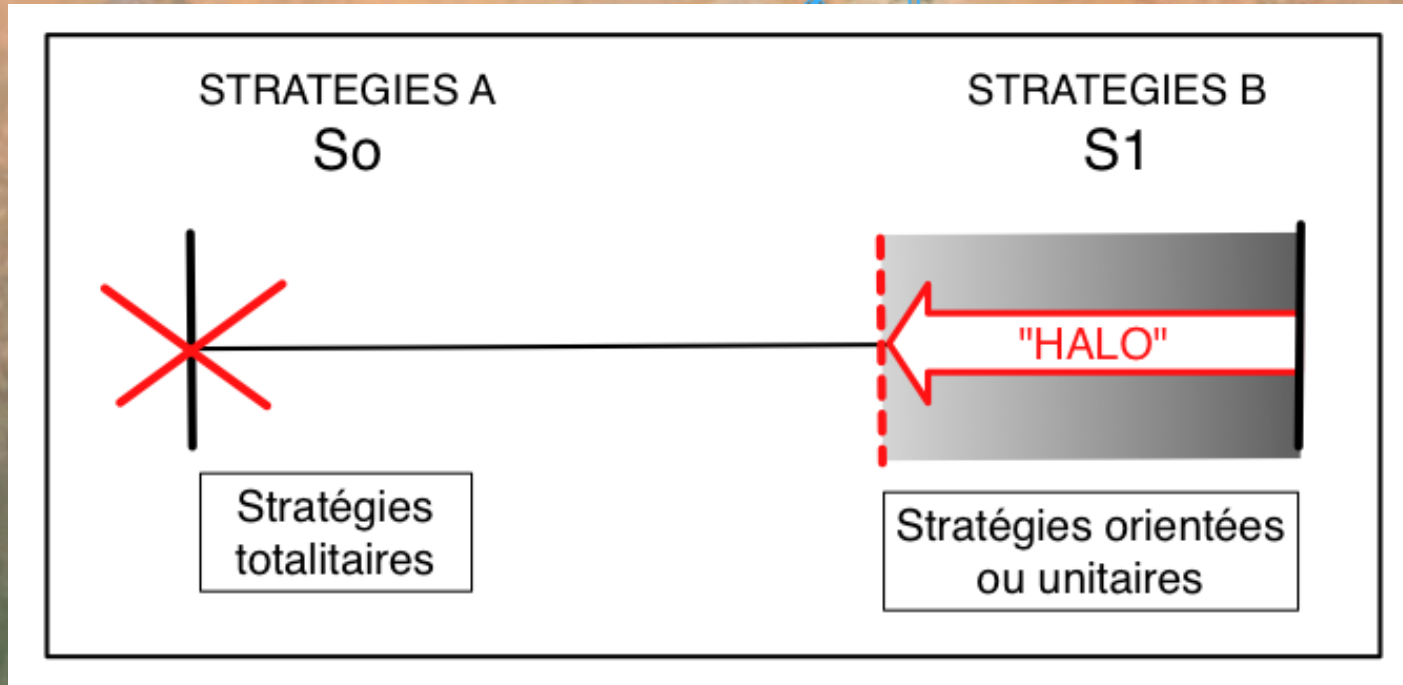 STRATEGIES A
So
STRATEGIES B
S1
"HALO"
Stratégies
totalitaires
Stratégies orientées
ou unitaires